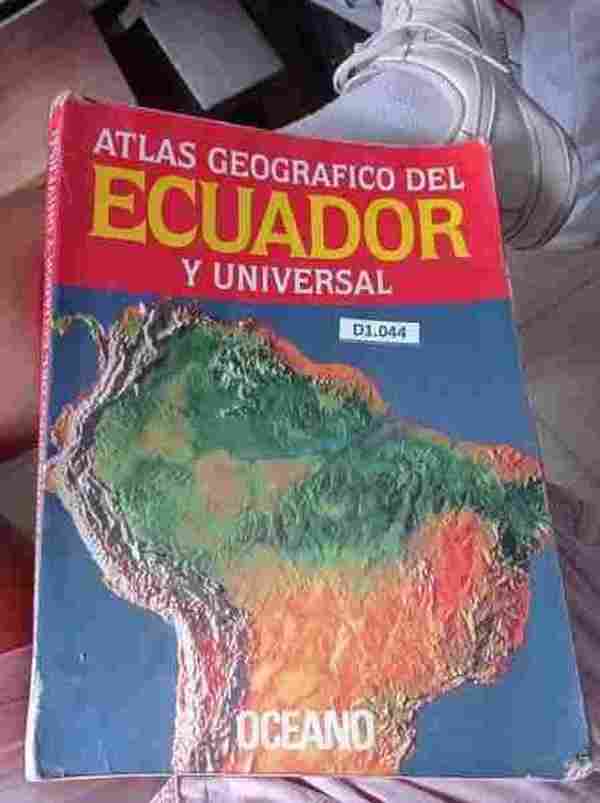 ATLAS GEOGRAFICO DEL
ECUADOR
Y UNIVERSAL
D1.044
OCEANO